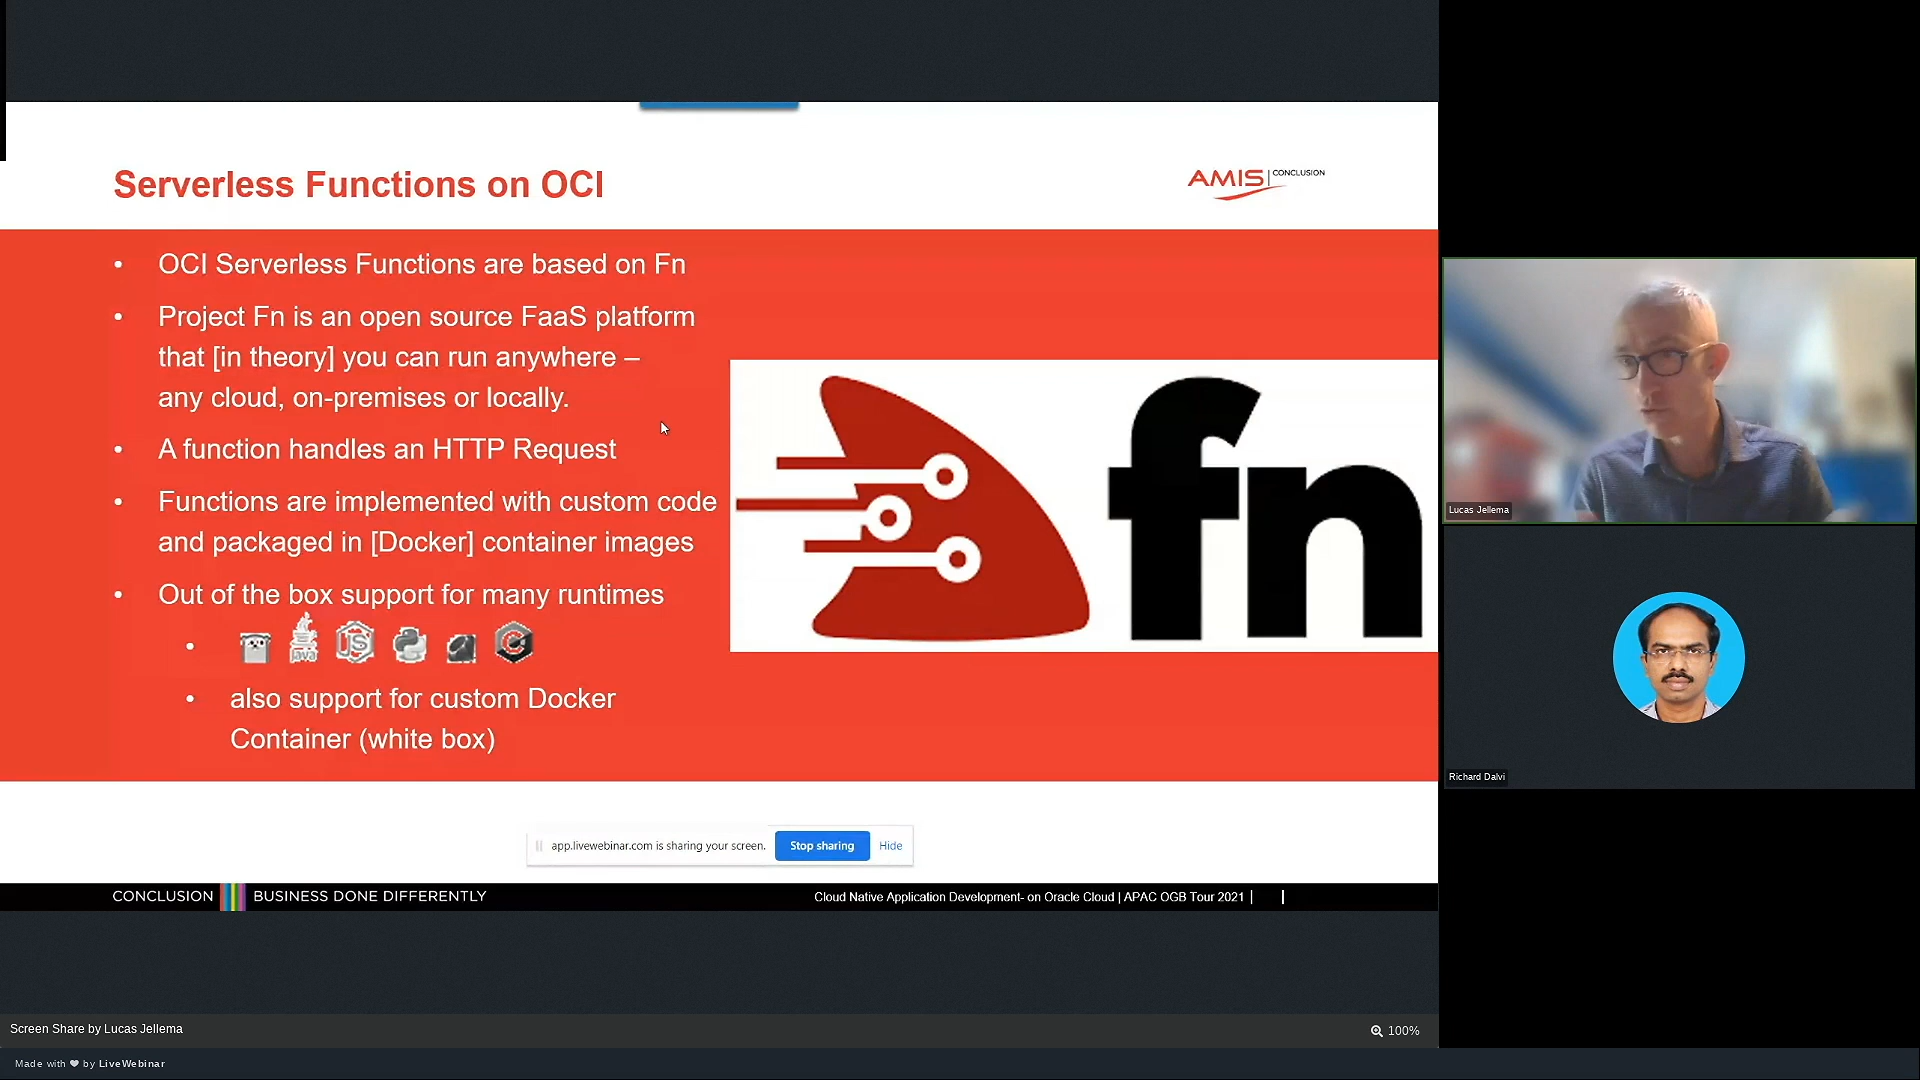 Serverless Functions on OCI
AMIS CONCLUSION
• OCI Serverless Functions are based on Fn
• Project Fn is an open source FaaS platform
that [in theory] you can run anywhere –
any cloud, on-premises or locally.
• A function handles an HTTP Request
• Functions are implemented with custom code
and packaged in [Docker] container images
• Out of the box support for many runtimes
Java JS C
• also support for custom Docker
Container (white box)
fn
app.livewebinar.com is sharing your screen. Stop sharing Hide
CONCLUSION BUSINESS DONE DIFFERENTLY
Cloud Native Application Development- on Oracle Cloud | APAC OGB Tour 2021 |
Lucas Jellema
Richard Dalvi
Screen Share by Lucas Jellema
100%
Made with ❤ by LiveWebinar